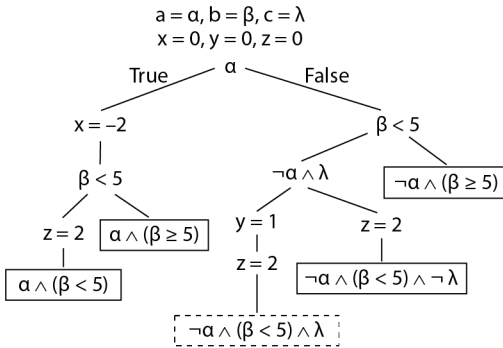 a = α, b = β, c = λ
x = 0, y = 0, z = 0
α
True
False
x = –2
β < 5
β < 5
¬α ∧ λ
¬α ∧ (β ≥ 5)
z = 2
α ∧ (β ≥ 5)
y = 1
z = 2
z = 2
α ∧ (β < 5)
¬α ∧ (β < 5) ∧ ¬ λ
¬α ∧ (β < 5) ∧ λ